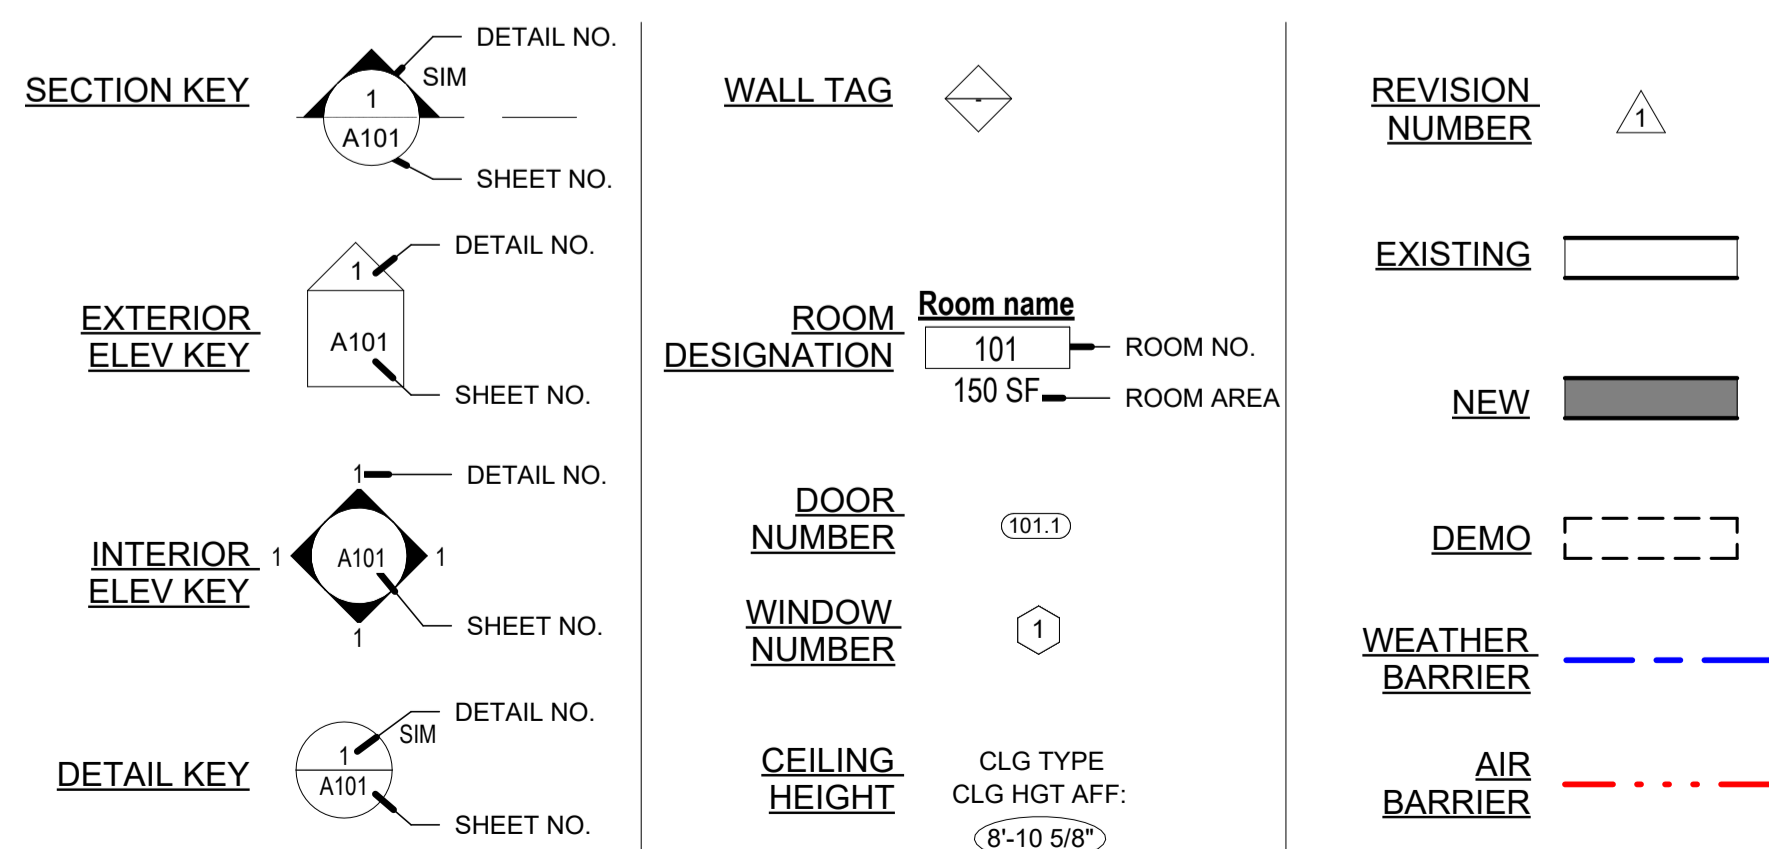 SECTION KEY
DETAIL NO.
SIM
1
A101
SHEET NO.
EXTERIOR
ELEV KEY
DETAIL NO.
1
A101
SHEET NO.
INTERIOR
ELEV KEY
1
DETAIL NO.
1
A101
1
SHEET NO.
1
DETAIL KEY
DETAIL NO.
SIM
1
A101
SHEET NO.
WALL TAG
-
ROOM
DESIGNATION
Room name
101
ROOM NO.
150 SF
ROOM AREA
DOOR
NUMBER
101.1
WINDOW
NUMBER
1
CEILING
HEIGHT
CLG TYPE
CLG HGT AFF:
8'-10 5/8"
REVISION
NUMBER
1
EXISTING
NEW
DEMO
WEATHER
BARRIER
AIR
BARRIER